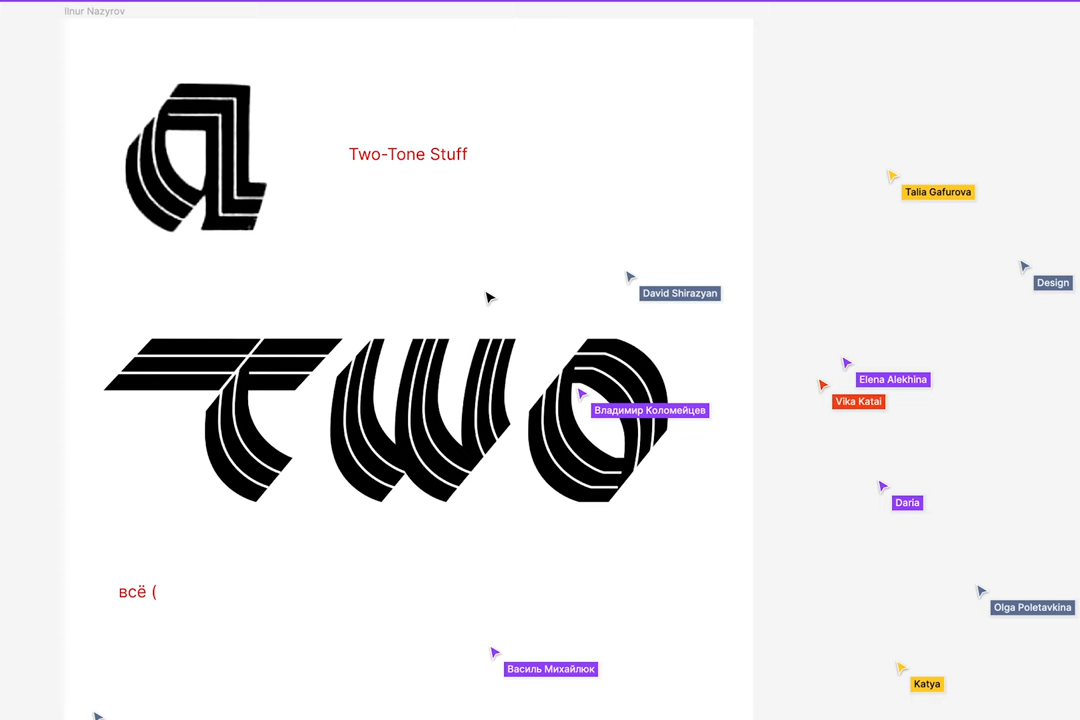 Ilnur Nazyrov
a
Two-Tone Stuff
Talia Gafurova
Design
David Shirazyan
two
Elena Alekhina
Vika Katai
Владимир Коломейцев
Daria
всё (
Olga Poletavkina
Василь Михайлюк
Katya